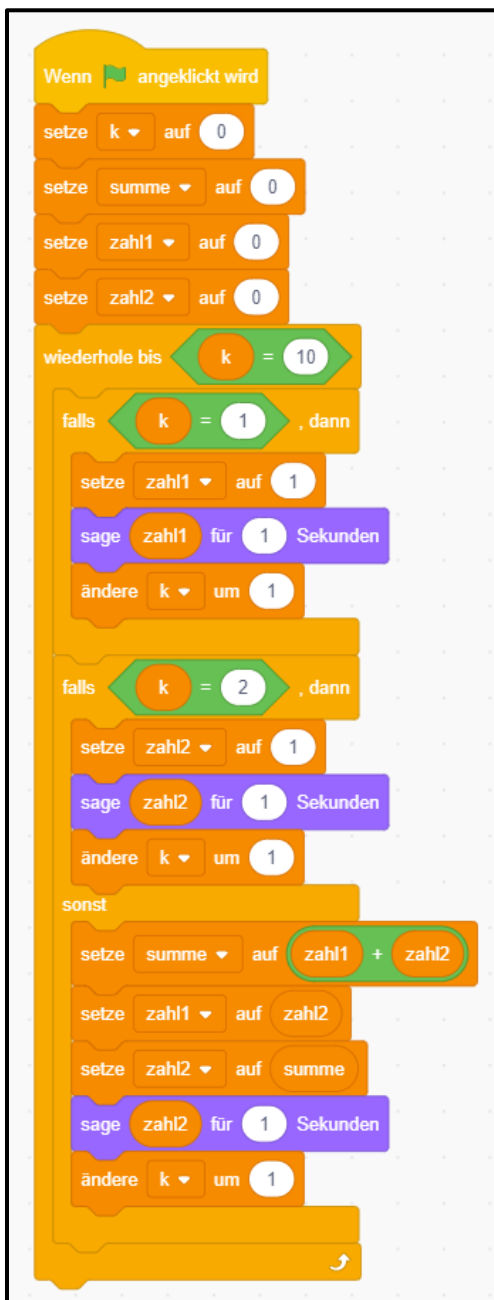 Wenn angeklickt wird
setze k auf 0
setze summe auf 0
setze zahl1 auf 0
setze zahl2 auf 0
wiederhole bis k = 10
falls k = 1 , dann
setze zahl1 auf 1
sage zahl1 für 1 Sekunden
ändere k um 1
falls k = 2 , dann
setze zahl2 auf 1
sage zahl2 für 1 Sekunden
ändere k um 1
sonst
setze summe auf zahl1 + zahl2
setze zahl1 auf zahl2
setze zahl2 auf summe
sage zahl2 für 1 Sekunden
ändere k um 1